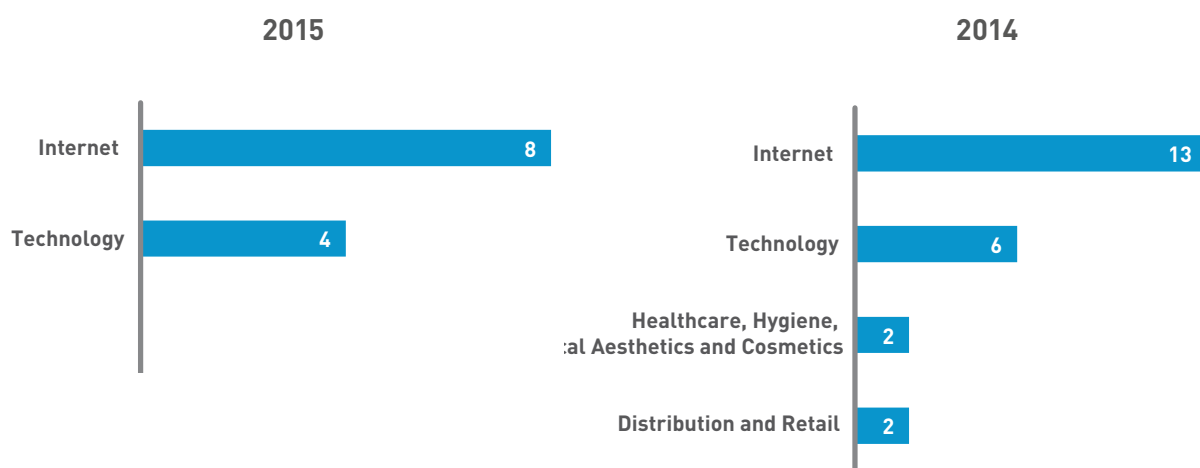 2015
Internet 8
Technology 4
2014
Internet 13
Technology 6
Healthcare, Hygiene,
Aesthetics and Cosmetics 2
Distribution and Retail 2